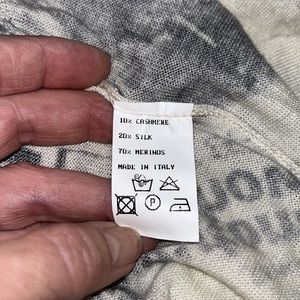 10% CASHMERE
20% SILK
70% MERINOS
MADE IN ITALY
P